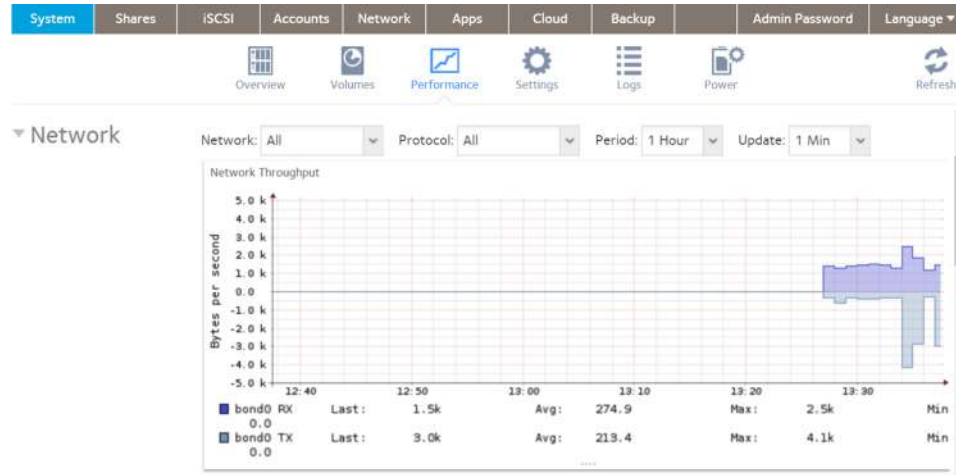 System Shares iSCSI Accounts Network Apps Cloud Backup Admin Password Language
Overview Volumes Performance Settings Logs Power Refresh
Network
Network: All Protocol: All Period: 1 Hour Update: 1 Min
Network Throughput
Bytes per second
5.0 k
4.0 k
3.0 k
2.0 k
1.0 k
0.0
-1.0 k
-2.0 k
-3.0 k
-4.0 k
-5.0 k
12:40 12:50 13:00 13:10 13:20 13:30
bond0 RX Last: 1.5k Avg: 274.9 Max: 2.5k Min
0.0
bond0 TX Last: 3.0k Avg: 213.4 Max: 4.1k Min
0.0